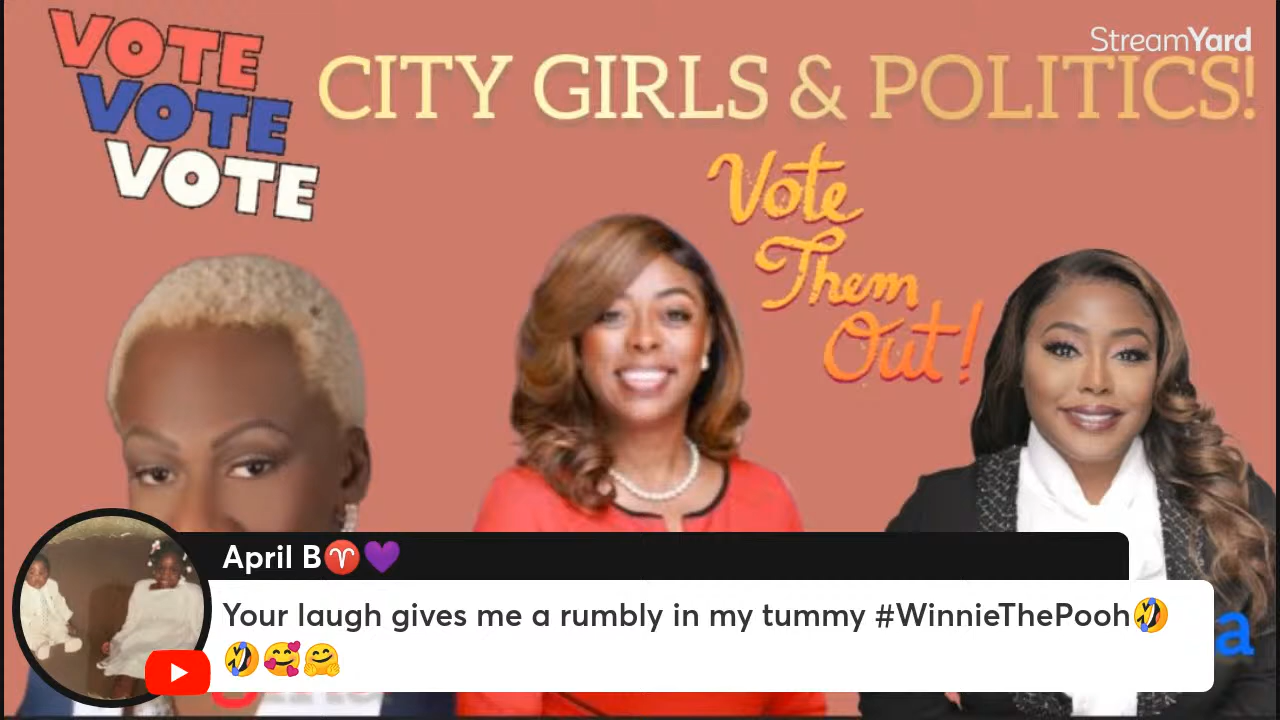 VOTE
VOTE
VOTE
StreamYard
CITY GIRLS & POLITICS!
Vote
Them
Out!
April B♈💜
Your laugh gives me a rumbly in my tummy #WinnieThePooh🤣
🤣🥰🤗
a